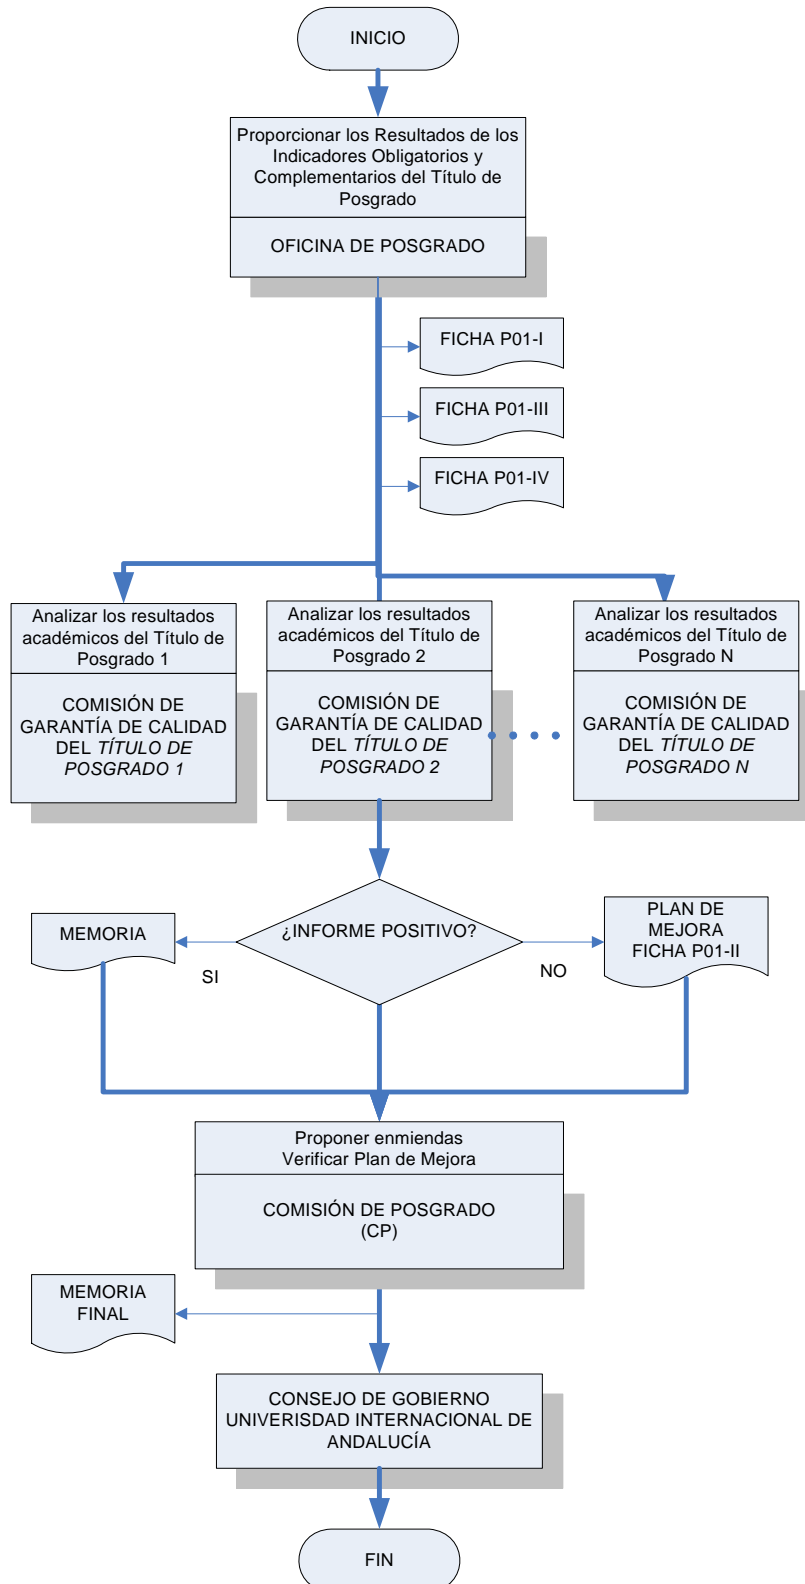 INICIO
Proporcionar los Resultados de los
Indicadores Obligatorios y
Complementarios del Título de
Posgrado
OFICINA DE POSGRADO
FICHA P01-I
FICHA P01-III
FICHA P01-IV
Analizar los resultados
académicos del Título de
Posgrado 1
COMISIÓN DE
GARANTÍA DE CALIDAD
DEL TÍTULO DE
POSGRADO 1
Analizar los resultados
académicos del Título de
Posgrado 2
COMISIÓN DE
GARANTÍA DE CALIDAD
DEL TÍTULO DE
POSGRADO 2
Analizar los resultados
académicos del Título de
Posgrado N
COMISIÓN DE
GARANTÍA DE CALIDAD
DEL TÍTULO DE
POSGRADO N
¿INFORME POSITIVO?
MEMORIA
SI
NO
PLAN DE
MEJORA
FICHA P01-II
Proponer enmiendas
Verificar Plan de Mejora
COMISIÓN DE POSGRADO
(CP)
MEMORIA
FINAL
CONSEJO DE GOBIERNO
UNIVERISDAD INTERNACIONAL DE
ANDALUCÍA
FIN